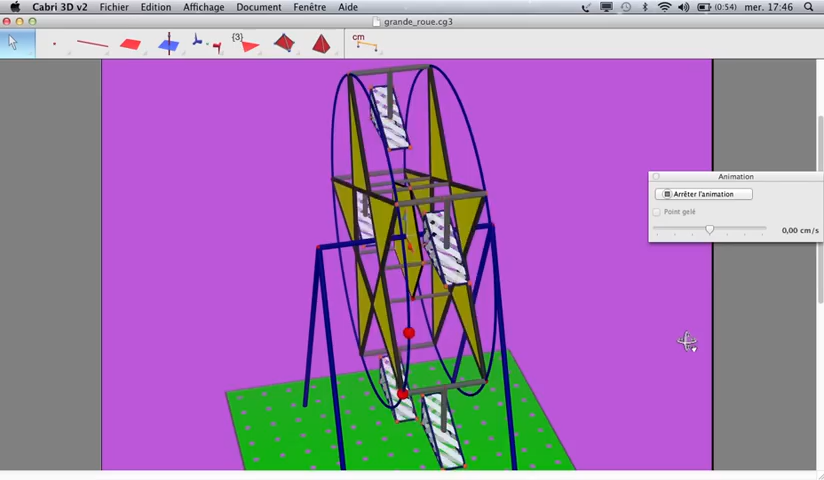 Cabri 3D v2 Fichier Edition Affichage Document Fenêtre Aide (0:54) mer. 17:46
grande_roue.cg3
{3} cm
Animation
Arrêter l'animation
Point gelé
0,00 cm/s